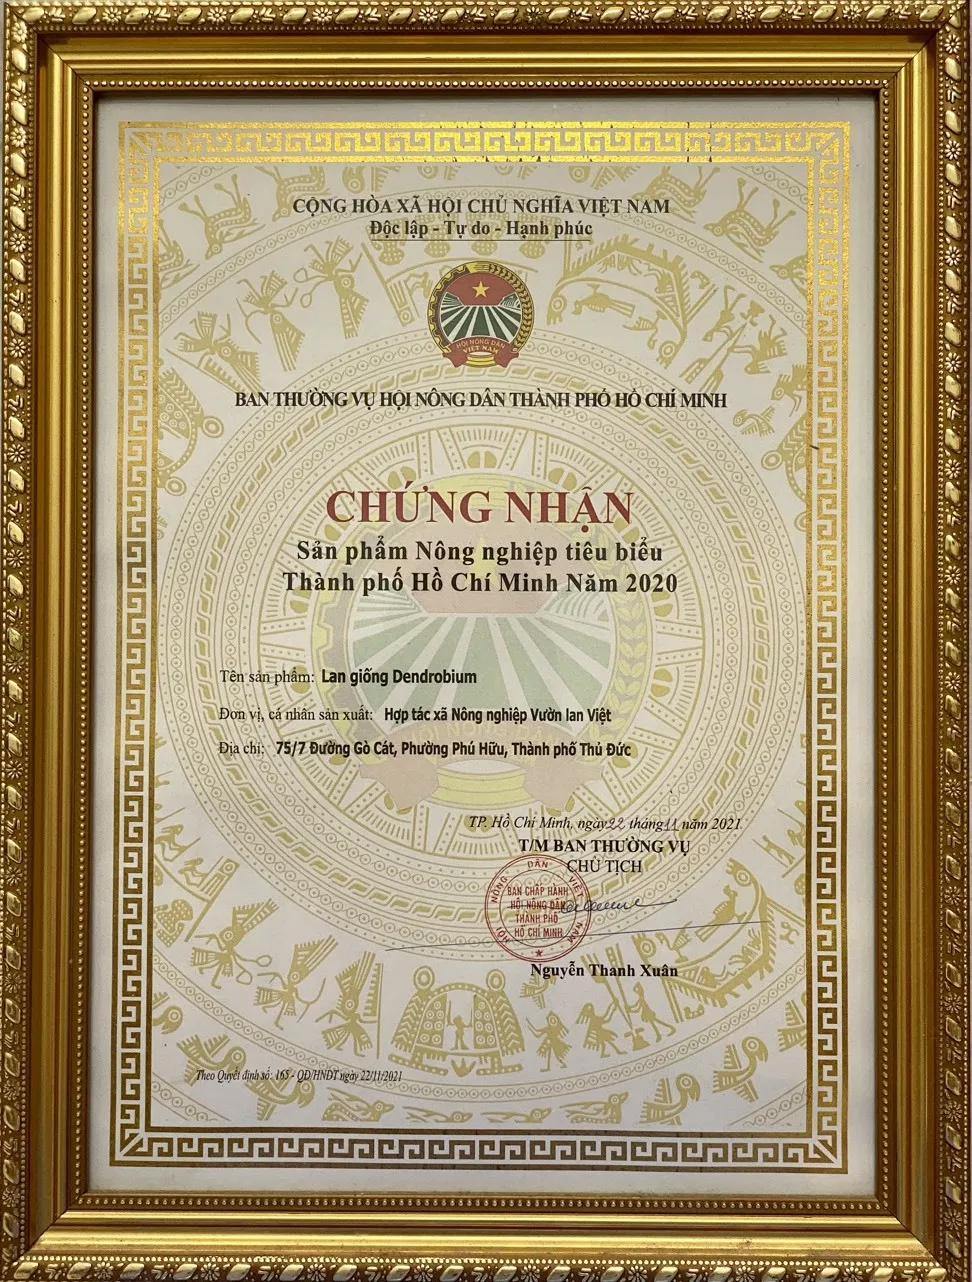 CỘNG HÒA XÃ HỘI CHỦ NGHĨA VIỆT NAM
Độc lập - Tự do - Hạnh phúc
HỘI NÔNG DÂN
VIỆT NAM
BAN THƯỜNG VỤ HỘI NÔNG DÂN THÀNH PHỐ HỒ CHÍ MINH
CHỨNG NHẬN
Sản phẩm Nông nghiệp tiêu biểu
Thành phố Hồ Chí Minh Năm 2020
Tên sản phẩm: Lan giống Dendrobium
Đơn vị, cá nhân sản xuất: Hợp tác xã Nông nghiệp Vườn lan Việt
Địa chỉ: 75/7 Đường Gò Cát, Phường Phú Hữu, Thành phố Thủ Đức
TP. Hồ Chí Minh, ngày 22 tháng 11 năm 2021
T/M BAN THƯỜNG VỤ
CHỦ TỊCH
HỘI NÔNG DÂN VIỆT NAM
BAN CHẤP HÀNH
HỘI NÔNG DÂN
THÀNH PHỐ
HỒ CHÍ MINH
Nguyễn Thanh Xuân
Theo Quyết định số: 165 - QĐ/HNDT ngày 22/11/2021